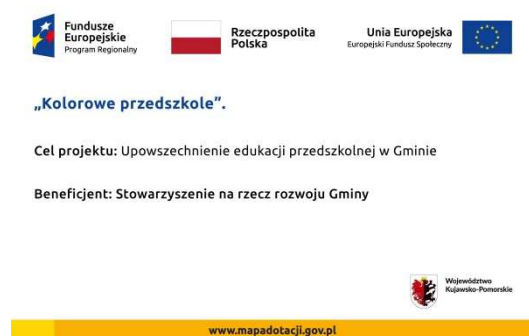 Fundusze
Europejskie
Program Regionalny
Rzeczpospolita
Polska
Unia Europejska
Europejski Fundusz Społeczny
„Kolorowe przedszkole”.
Cel projektu: Upowszechnienie edukacji przedszkolnej w Gminie
Beneficjent: Stowarzyszenie na rzecz rozwoju Gminy
Województwo
Kujawsko-Pomorskie
www.mapadotacji.gov.pl